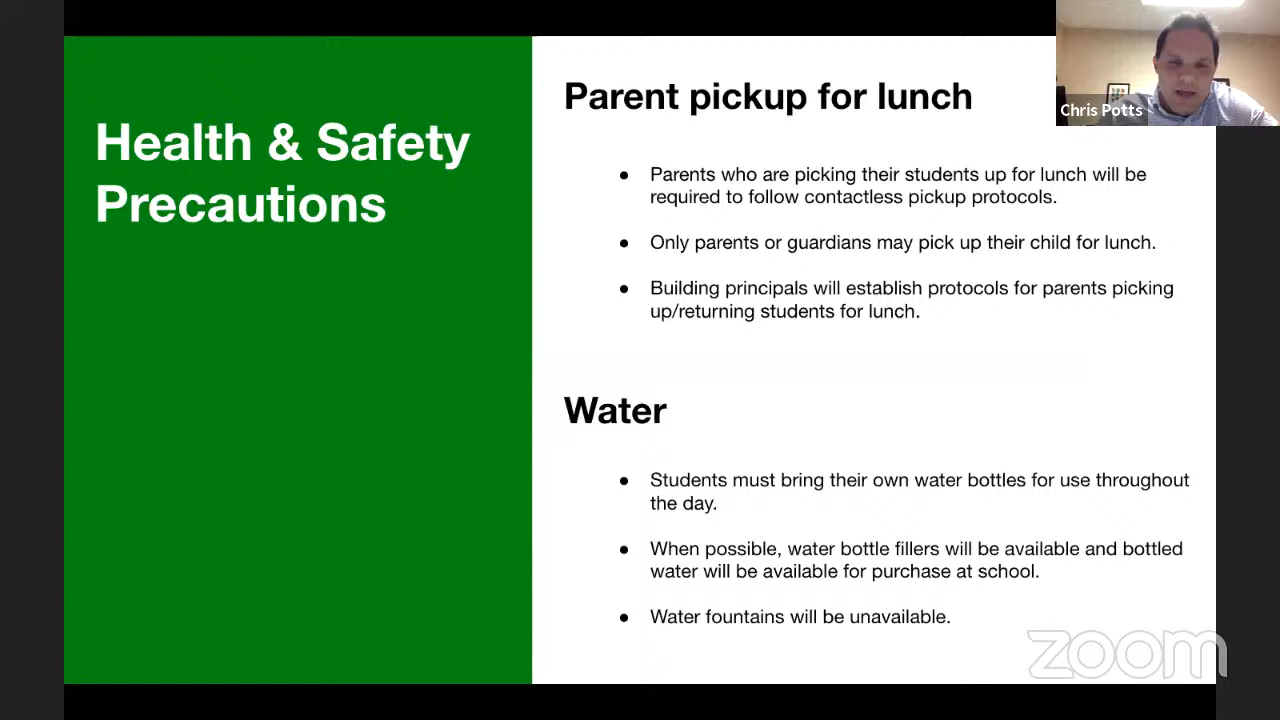 Health & Safety
Precautions
Parent pickup for lunch
Chris Potts
● Parents who are picking their students up for lunch will be
required to follow contactless pickup protocols.
● Only parents or guardians may pick up their child for lunch.
● Building principals will establish protocols for parents picking
up/returning students for lunch.
Water
● Students must bring their own water bottles for use throughout
the day.
● When possible, water bottle fillers will be available and bottled
water will be available for purchase at school.
● Water fountains will be unavailable.
zoom